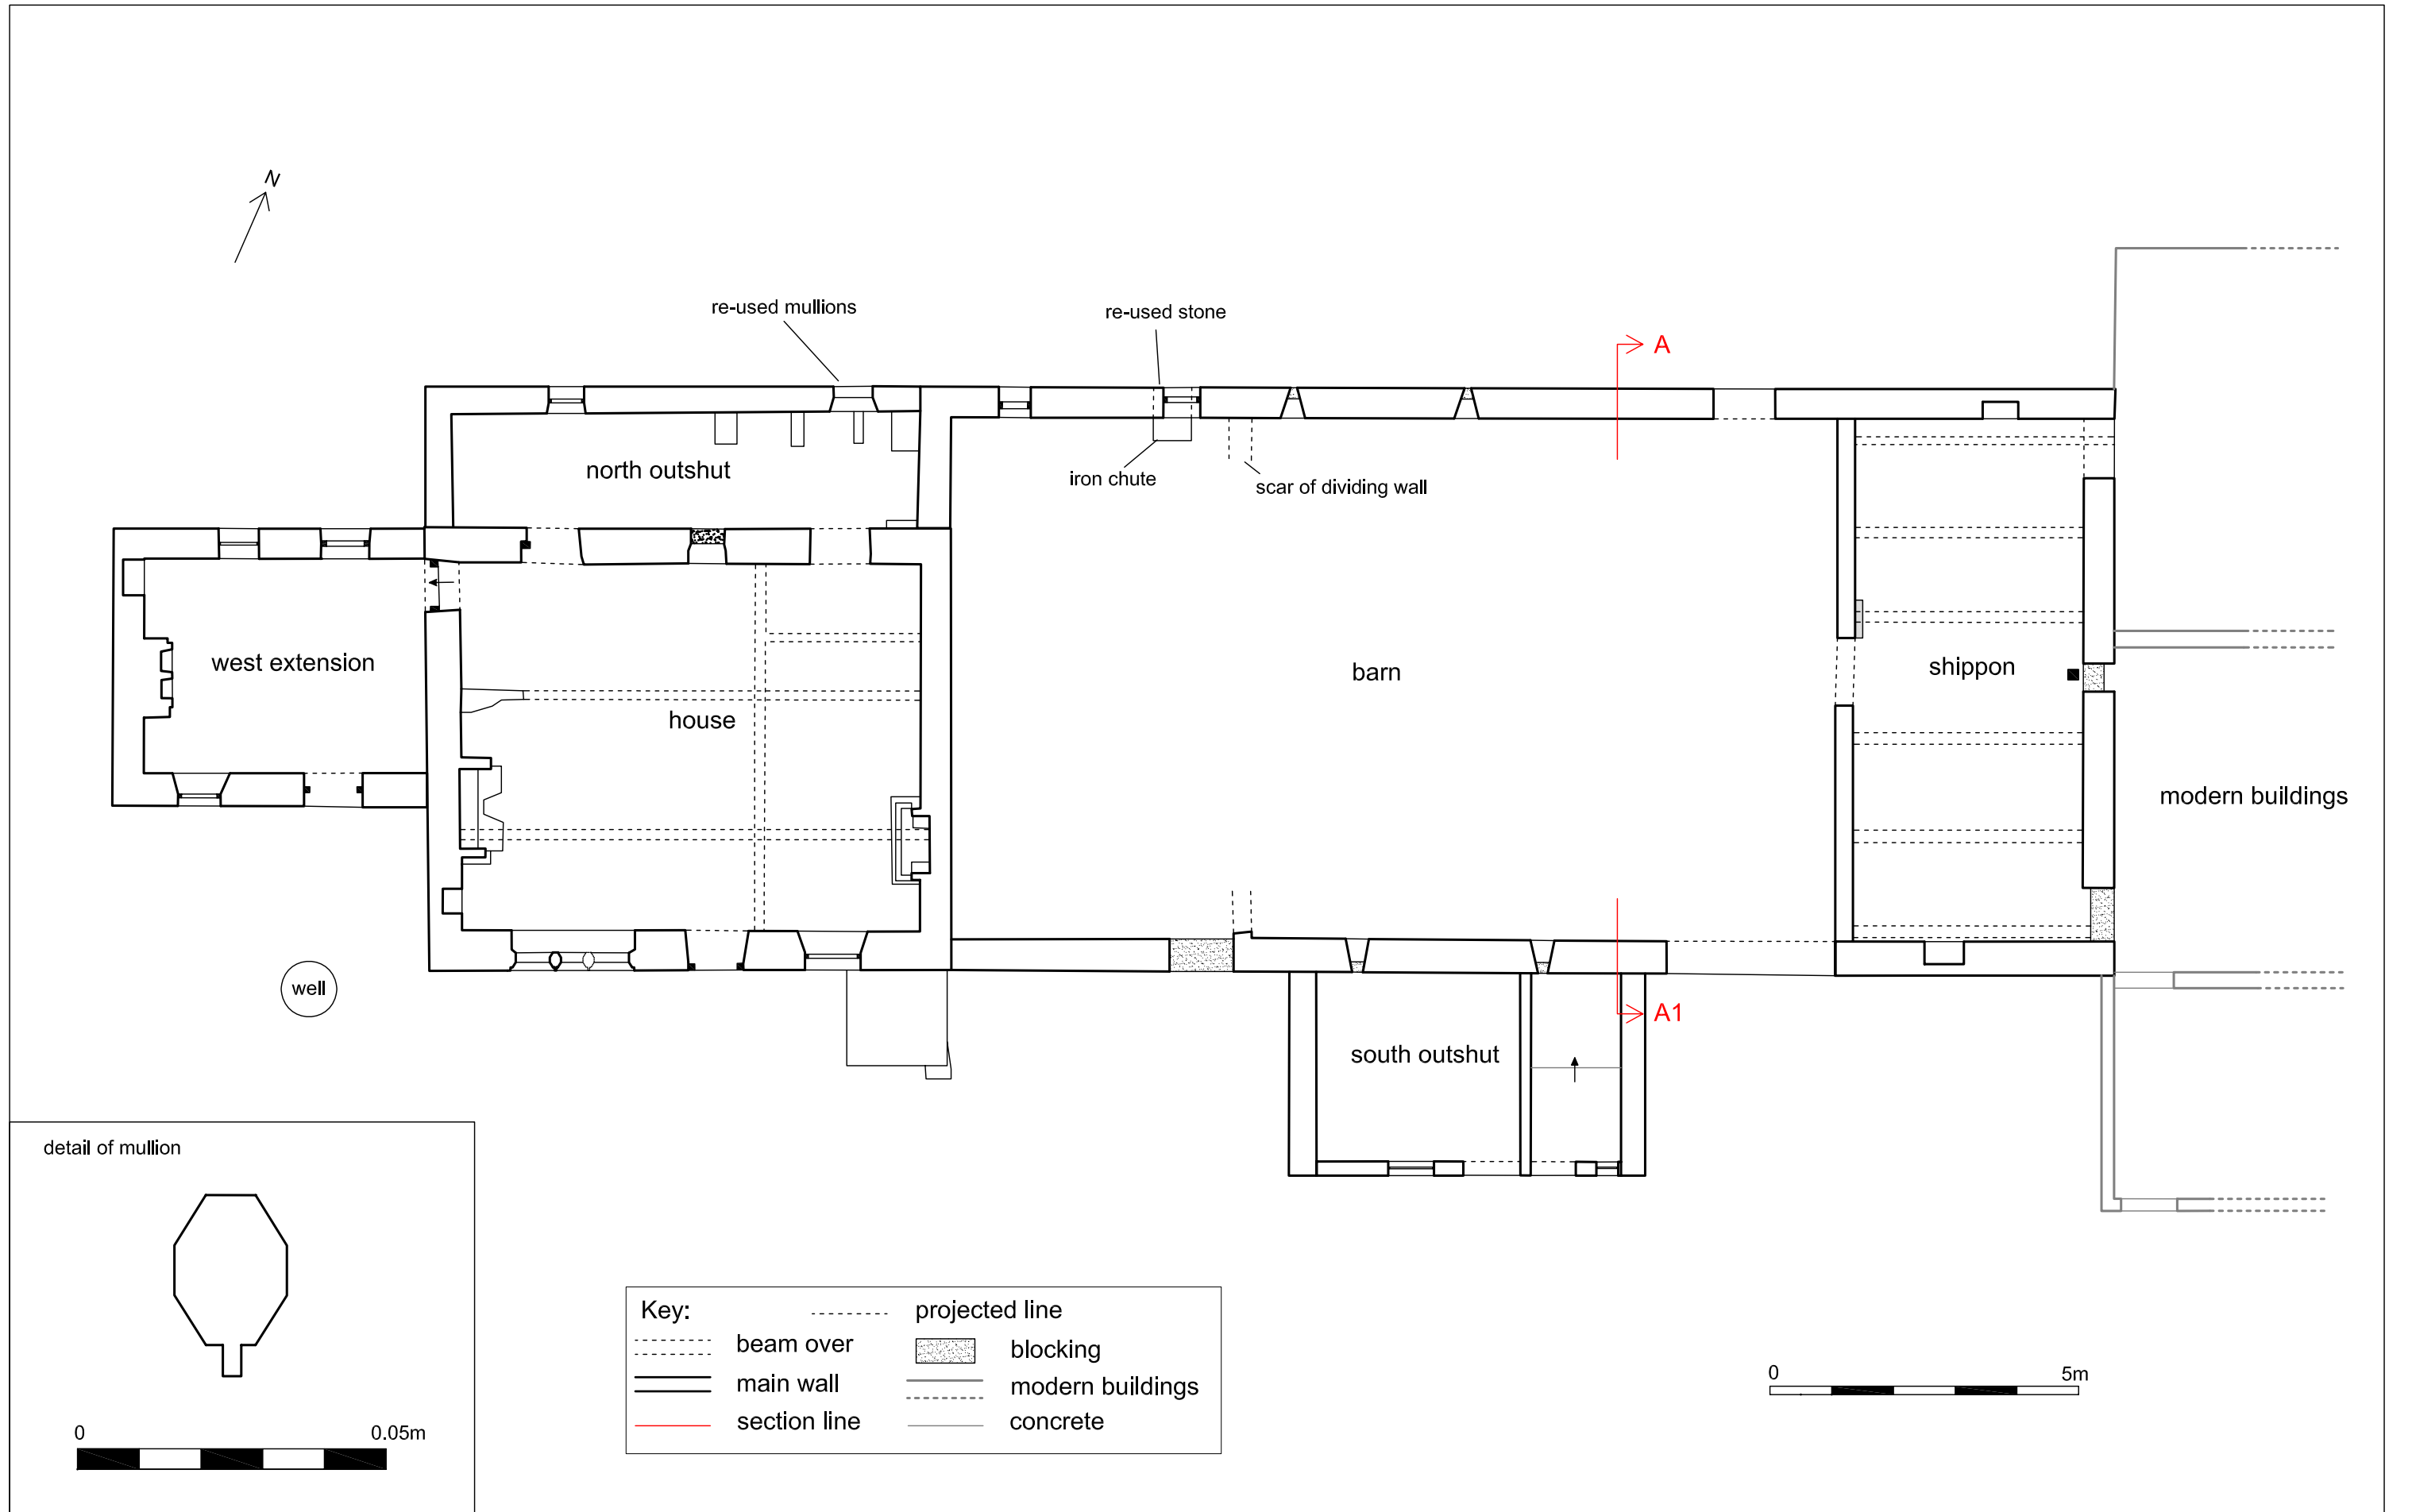 N
re-used mullions
re-used stone
A
north outshut
iron chute
scar of dividing wall
west extension
house
barn
shippon
modern buildings
well
A1
south outshut
detail of mullion
0 0.05m
Key:
projected line
beam over
blocking
main wall
modern buildings
section line
concrete
0 5m